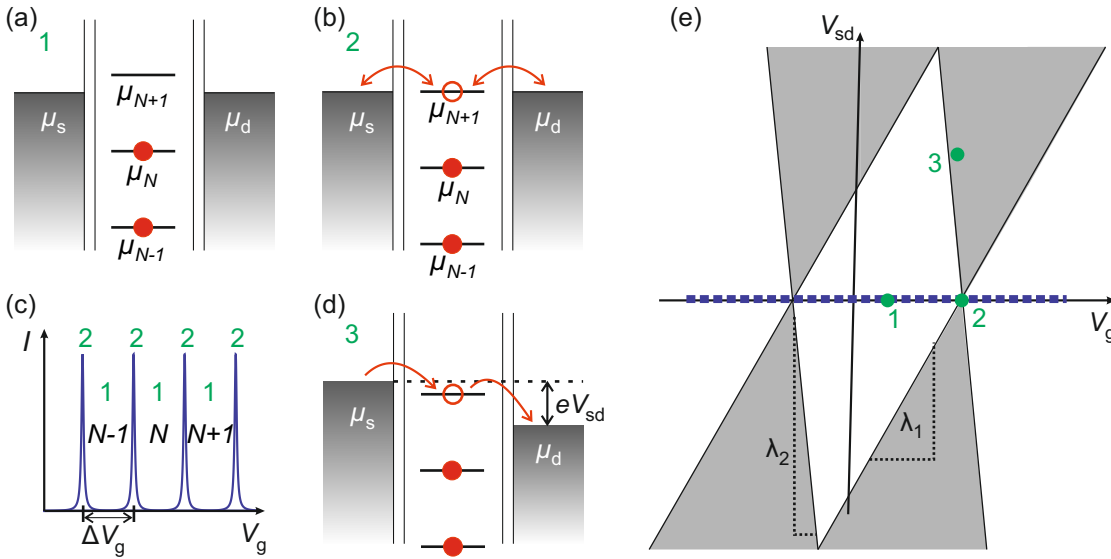 (a)
1
μN+1
μs
μd
μN
μN-1
(b)
2
μN+1
μs
μd
μN
μN-1
(c)
I
2 2 2 2
1 1 1
N-1 N N+1
ΔVg
Vg
(d)
3
μs
eVsd
μd
(e)
Vsd
3
1
2
Vg
λ1
λ2